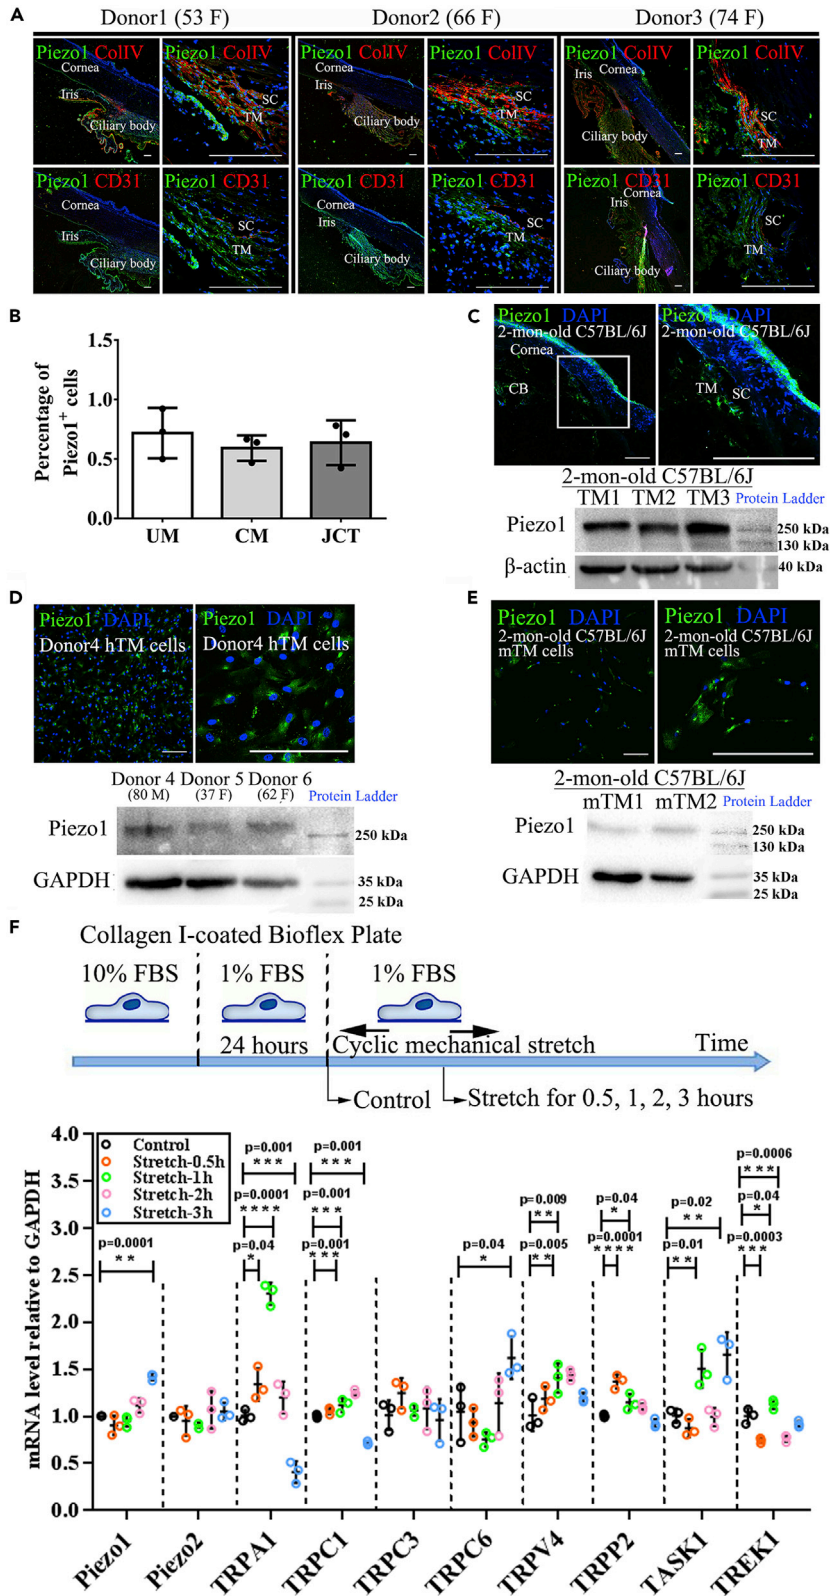 A
Donor1 (53 F)
Donor2 (66 F)
Donor3 (74 F)
Piezo1 ColIV
Cornea
Iris
Ciliary body
Piezo1 ColIV
SC
TM
Piezo1 ColIV
Cornea
Iris
Ciliary body
Piezo1 ColIV
SC
TM
Piezo1 ColIV
Cornea
Iris
Ciliary body
Piezo1 ColIV
SC
TM
Piezo1 CD31
Cornea
Iris
Ciliary body
Piezo1 CD31
SC
TM
Piezo1 CD31
Cornea
Iris
Ciliary body
Piezo1 CD31
SC
TM
Piezo1 CD31
Cornea
Iris
Ciliary body
Piezo1 CD31
SC
TM
B
Percentage of
Piezo1+ cells
1.5
1.0
0.5
0.0
UM
CM
JCT
C
Piezo1 DAPI
2-mon-old C57BL/6J
Cornea
CB
Piezo1 DAPI
2-mon-old C57BL/6J
TM
SC
2-mon-old C57BL/6J
TM1 TM2 TM3 Protein Ladder
Piezo1
250 kDa
130 kDa
β-actin
40 kDa
D
Piezo1 DAPI
Donor4 hTM cells
Piezo1 DAPI
Donor4 hTM cells
Donor 4 Donor 5 Donor 6
(80 M) (37 F) (62 F) Protein Ladder
Piezo1
250 kDa
GAPDH
35 kDa
25 kDa
E
Piezo1 DAPI
2-mon-old C57BL/6J
mTM cells
Piezo1 DAPI
2-mon-old C57BL/6J
mTM cells
2-mon-old C57BL/6J
mTM1 mTM2 Protein Ladder
Piezo1
250 kDa
130 kDa
GAPDH
35 kDa
25 kDa
F
Collagen I-coated Bioflex Plate
10% FBS
1% FBS
1% FBS
24 hours
Cyclic mechanical stretch
Time
Control
Stretch for 0.5, 1, 2, 3 hours
mRNA level relative to GAPDH
4.0
3.5
3.0
2.5
2.0
1.5
1.0
0.5
0.0
Control
Stretch-0.5h
Stretch-1h
Stretch-2h
Stretch-3h
p=0.0001
**
p=0.001
***
p=0.0001
****
p=0.04
*
p=0.001
***
p=0.001
***
p=0.001
***
p=0.04
*
p=0.009
**
p=0.005
**
p=0.04
*
p=0.0001
****
p=0.02
**
p=0.01
**
p=0.0006
***
p=0.04
*
p=0.0003
***
Piezo1
Piezo2
TRPA1
TRPC1
TRPC3
TRPC6
TRPV4
TRPP2
TASK1
TREK1